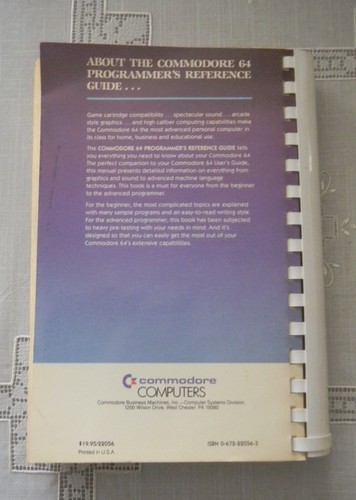 ABOUT THE COMMODORE 64
PROGRAMMER'S REFERENCE
GUIDE . . .
Game cartridge compatibility . . . spectacular sound . . . arcade
style graphics . . . and high caliber computing capabilities make
the Commodore 64 the most advanced personal computer in
its class for home, business and educational use.
The COMMODORE 64 PROGRAMMER'S REFERENCE GUIDE tells
you everything you need to know about your Commodore 64.
The perfect companion to your Commodore 64 User's Guide,
this manual presents detailed information on everything from
graphics and sound to advanced machine language
techniques. This book is a must for everyone from the beginner
to the advanced programmer.
For the beginner, the most complicated topics are explained
with many sample programs and an easy-to-read writing style.
For the advanced programmer, this book has been subjected
to heavy pre-testing with your needs in mind. And it's
designed so that you can easily get the most out of your
Commodore 64's extensive capabilities.
commodore
COMPUTERS
Commodore Business Machines, Inc.—Computer Systems Division,
1200 Wilson Drive, West Chester, PA 19380
$19.95/22056
Printed in U.S.A.
ISBN 0-672-22056-3